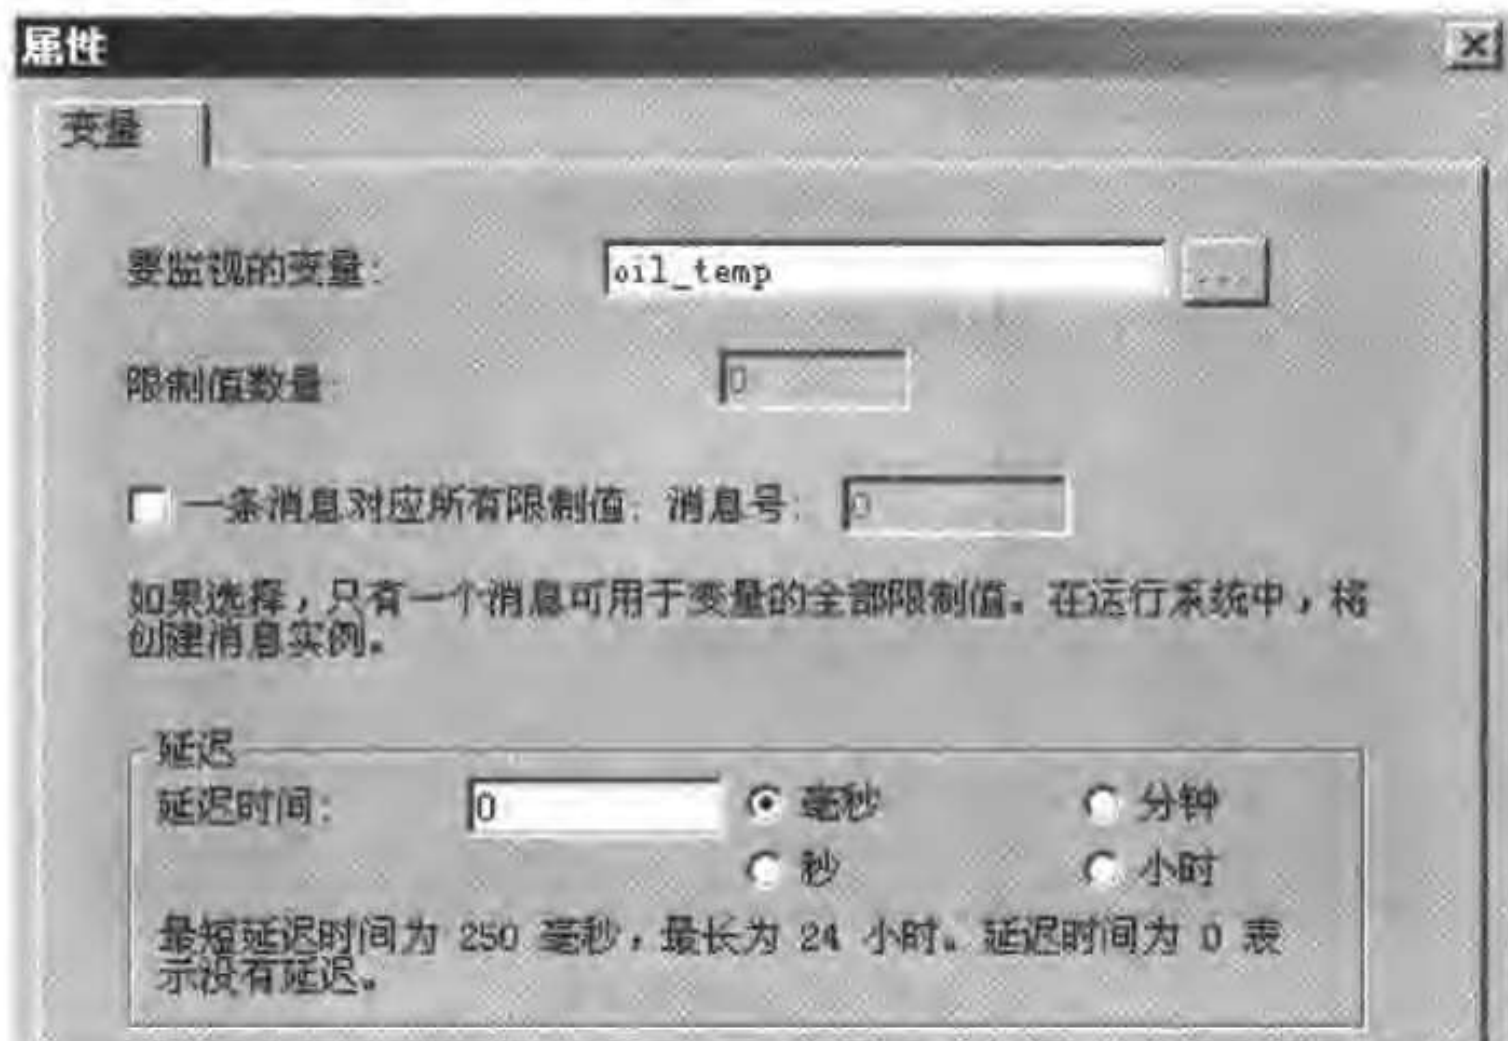 属性
变量
要监视的变量: oil_temp ...
限制值数量: 0
一条消息对应所有限制值: 消息号: 0
如果选择，只有一个消息可用于变量的全部限制值。在运行系统中，将
创建消息实例。
延迟
延迟时间: 0 毫秒 分钟
秒 小时
最短延迟时间为 250 毫秒，最长为 24 小时。延迟时间为 0 表
示没有延迟。